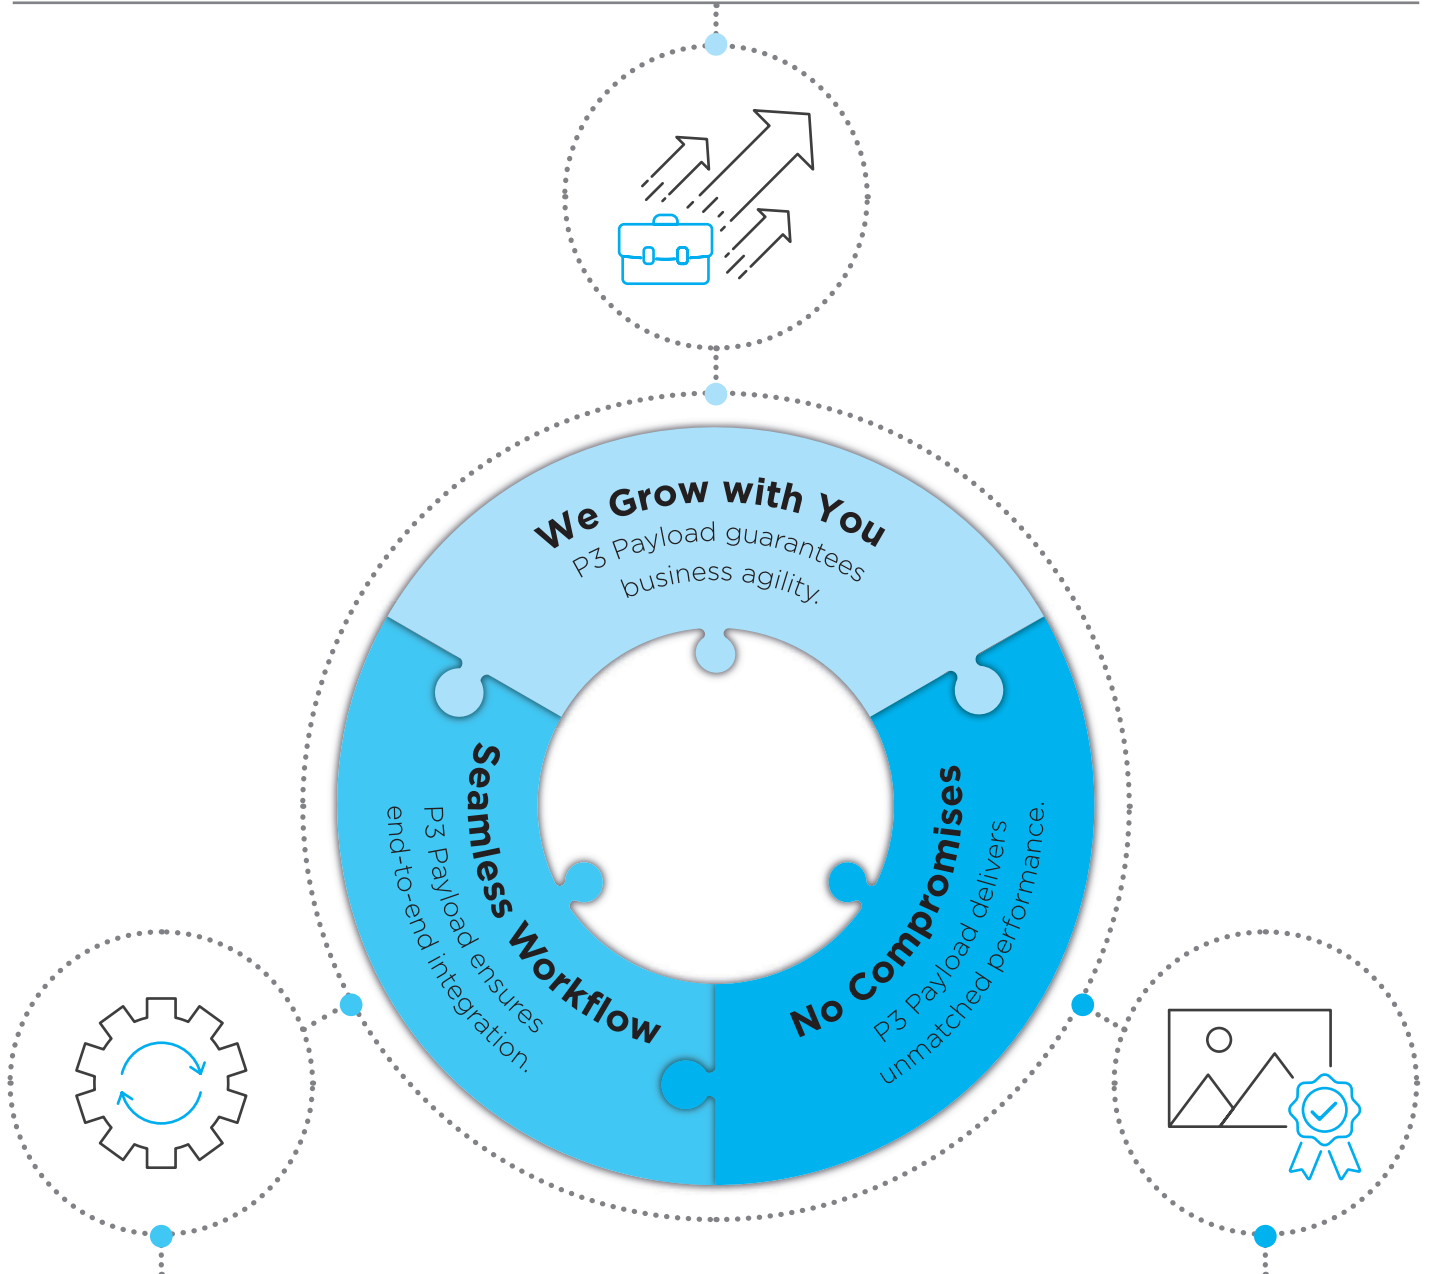 We Grow with You
P3 Payload guarantees
business agility.
Seamless Workflow
P3 Payload ensures
end-to-end integration.
No Compromises
P3 Payload delivers
unmatched performance.